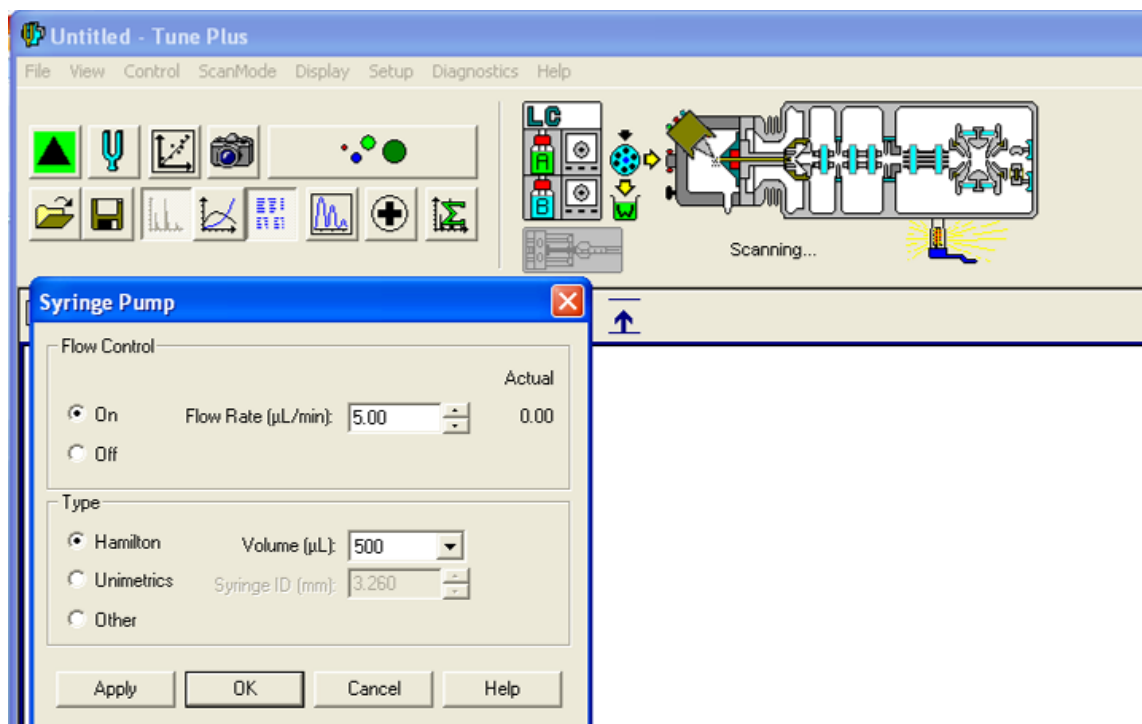 Untitled - Tune Plus
File View Control ScanMode Display Setup Diagnostics Help
LC
A
B
W
Scanning...
Syringe Pump
Flow Control
Actual
On Flow Rate (µL/min): 5.00 0.00
Off
Type
Hamilton Volume (µL): 500
Unimetrics Syringe ID (mm): 3.260
Other
Apply OK Cancel Help